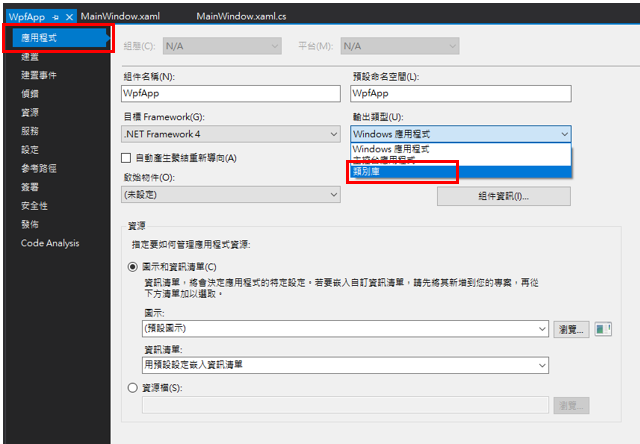 WpfApp
MainWindow.xaml
MainWindow.xaml.cs
應用程式
建置
建置事件
偵錯
資源
服務
設定
參考路徑
簽署
安全性
發佈
Code Analysis
組態(C):
N/A
平台(M):
N/A
組件名稱(N):
預設命名空間(L):
WpfApp
WpfApp
目標 Framework(G):
輸出類型(U):
.NET Framework 4
Windows 應用程式
Windows 應用程式
主控台應用程式
類別庫
自動產生繫結重新導向(A)
啟始物件(O):
(未設定)
組件資訊(I)...
資源
指定要如何管理應用程式資源:
圖示和資訊清單(C)
資訊清單，將會決定應用程式的特定設定。若要嵌入自訂資訊清單，請先將其新增到您的專案，再從
下方清單加以選取。
圖示:
(預設圖示)
瀏覽...
資訊清單:
用預設設定嵌入資訊清單
資源檔(S):
瀏覽...